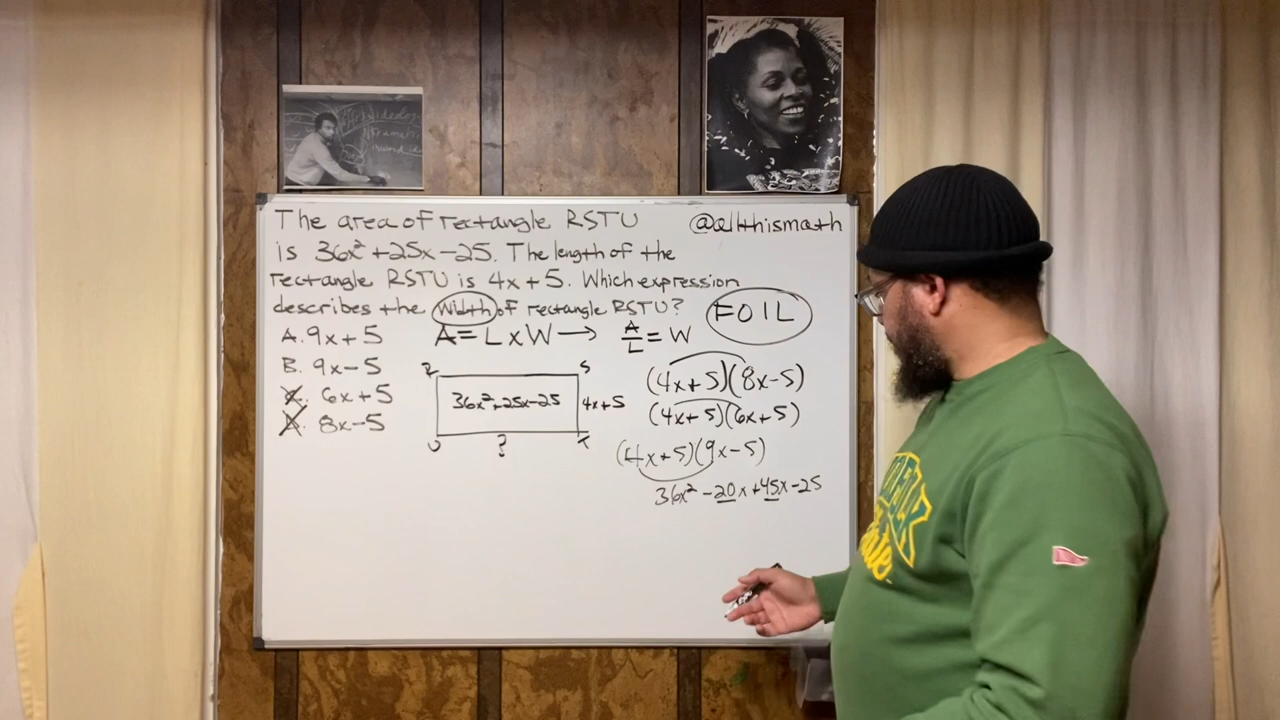 The area of rectangle RSTU
@allthismath
is 36x² + 25x - 25. The length of the
rectangle RSTU is 4x + 5. Which expression
describes the width of rectangle RSTU?
FOIL
A. 9x + 5
A = L x W → A/L = W
B. 9x - 5
6x + 5
8x - 5
R S
36x² + 25x - 25
4x + 5
U ?
(4x + 5)(8x - 5)
(4x + 5)(6x + 5)
(4x + 5)(9x - 5)
36x² - 20x + 45x - 25